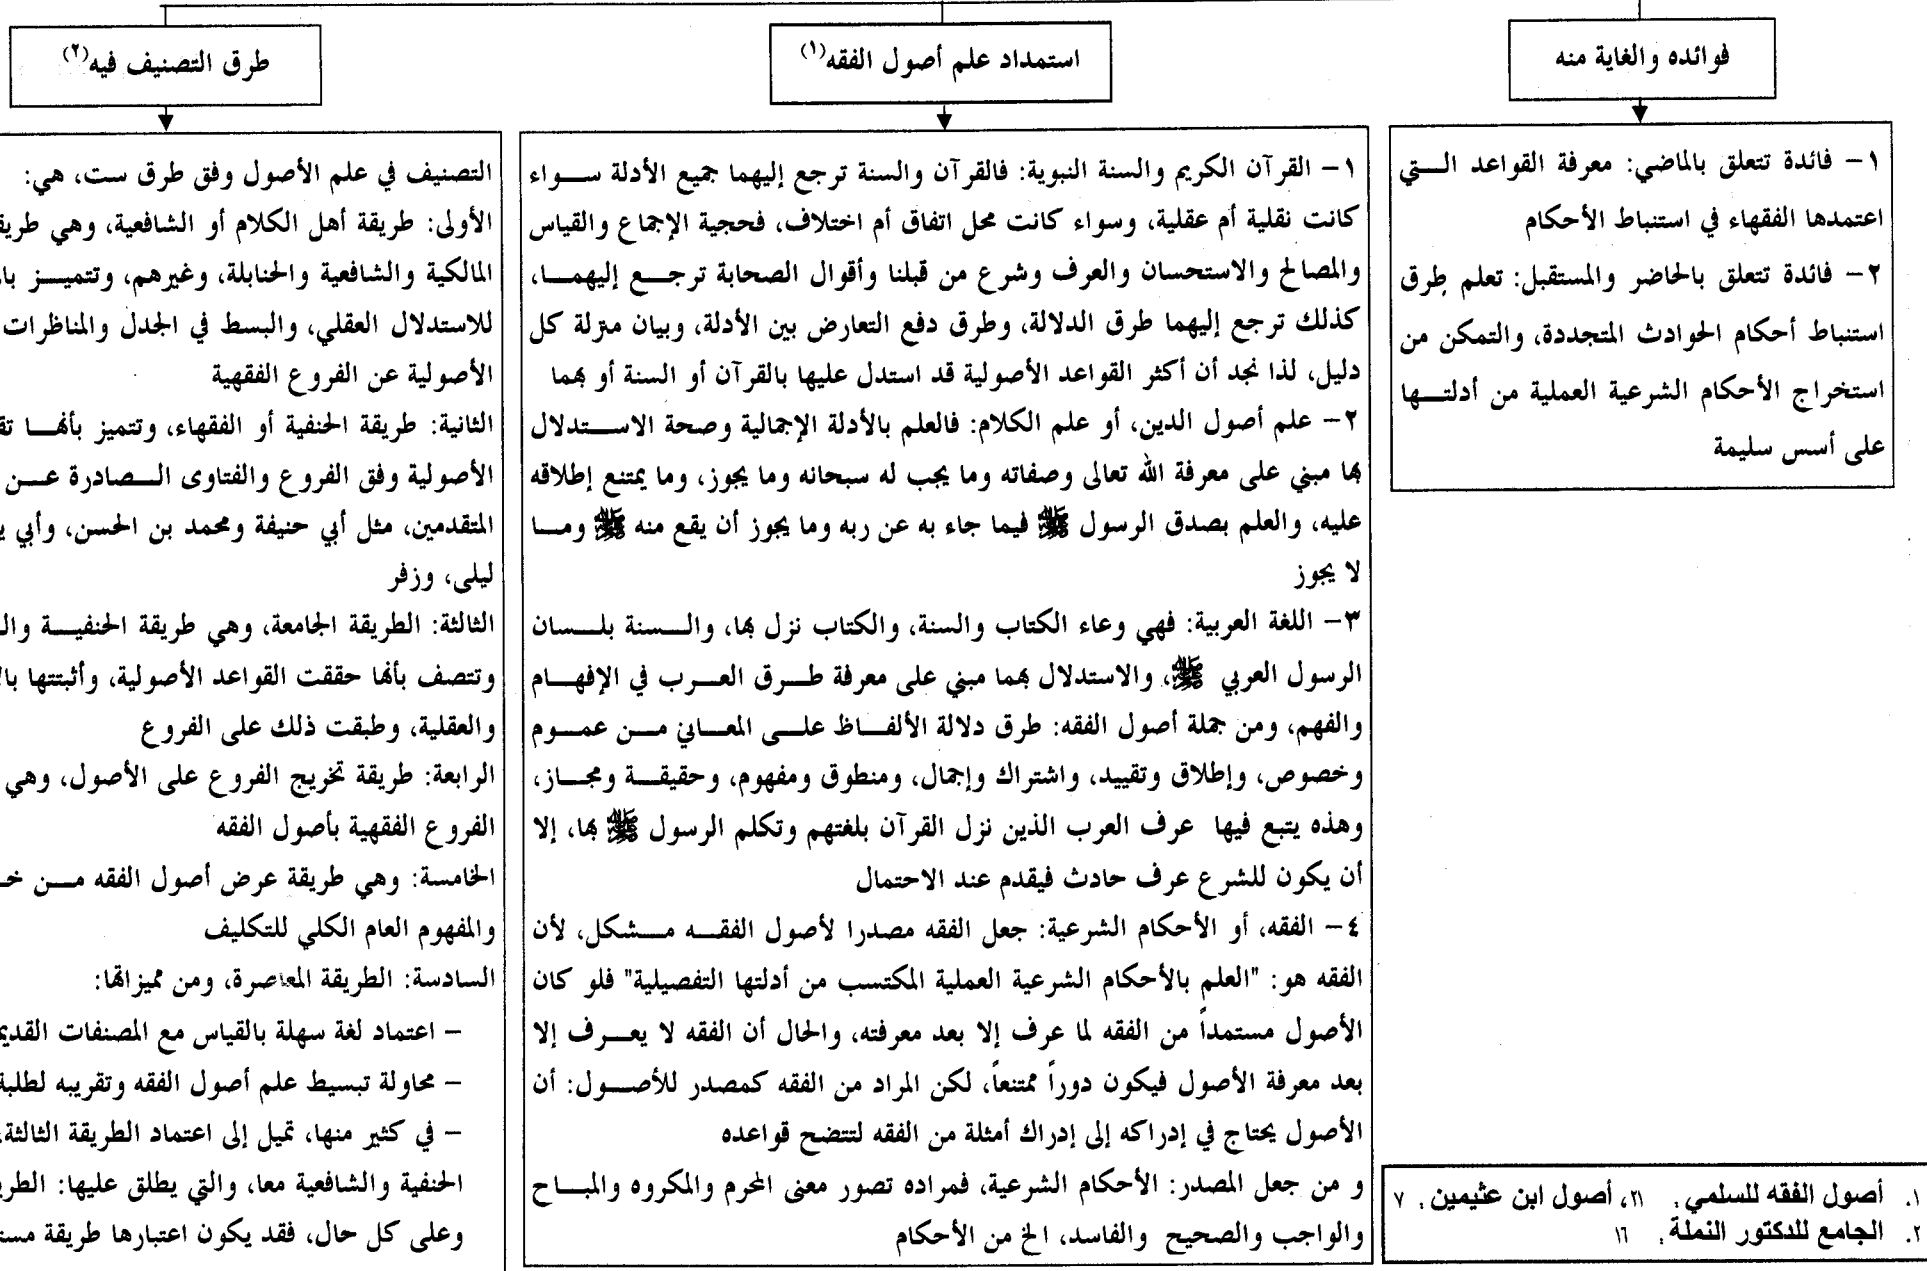 فوائده والغاية منه
١– فائدة تتعلق بالماضي: معرفة القواعد التي
اعتمدها الفقهاء في استنباط الأحكام
٢– فائدة تتعلق بالحاضر والمستقبل: تعلم طرق
استنباط أحكام الحوادث المتجددة، والتمكن من
استخراج الأحكام الشرعية العملية من أدلتها
على أسس سليمة
استمداد علم أصول الفقه(١)
١– القرآن الكريم والسنة النبوية: فالقرآن والسنة ترجع إليهما جميع الأدلة سواء
كانت نقلية أم عقلية، وسواء كانت محل اتفاق أم اختلاف، فحجية الإجماع والقياس
والمصالح والاستحسان والعرف وشرع من قبلنا وأقوال الصحابة ترجع إليهما،
كذلك ترجع إليهما طرق الدلالة، وطرق دفع التعارض بين الأدلة، وبيان منزلة كل
دليل، لذا نجد أن أكثر القواعد الأصولية قد استدل عليها بالقرآن أو السنة أو بهما
٢– علم أصول الدين، أو علم الكلام: فالعلم بالأدلة الإجمالية وصحة الاستدلال
بها مبني على معرفة الله تعالى وصفاته وما يجب له سبحانه وما يجوز، وما يمتنع إطلاقه
عليه، والعلم بصدق الرسول ﷺ فيما جاء به عن ربه وما يجوز أن يقع منه ﷺ وما
لا يجوز
٣– اللغة العربية: فهي وعاء الكتاب والسنة، والكتاب نزل بها، والسنة بلسان
الرسول العربي ﷺ، والاستدلال بهما مبني على معرفة طرق العرب في الإفهام
والفهم، ومن جملة أصول الفقه: طرق دلالة الألفاظ على المعاني من عموم
وخصوص، وإطلاق وتقييد، واشتراك وإجمال، ومنطوق ومفهوم، وحقيقة ومجاز،
وهذه يتبع فيها عرف العرب الذين نزل القرآن بلغتهم وتكلم الرسول ﷺ بها، إلا
أن يكون للشرع عرف حادث فيقدم عند الاحتمال
٤– الفقه، أو الأحكام الشرعية: جعل الفقه مصدرا لأصول الفقه مشكل، لأن
الفقه هو: "العلم بالأحكام الشرعية العملية المكتسب من أدلتها التفصيلية" فلو كان
الأصول مستمداً من الفقه لما عرف إلا بعد معرفته، والحال أن الفقه لا يعرف إلا
بعد معرفة الأصول فيكون دوراً ممتنعاً، لكن المراد من الفقه كمصدر للأصول: أن
الأصول يحتاج في إدراكه إلى إدراك أمثلة من الفقه لتتضح قواعده
و من جعل المصدر: الأحكام الشرعية، فمراده تصور معنى المحرم والمكروه والمباح
والواجب والصحيح والفاسد، الخ من الأحكام
طرق التصنيف فيه(٢)
التصنيف في علم الأصول وفق طرق ست، هي:
الأولى: طريقة أهل الكلام أو الشافعية، وهي
المالكية والشافعية والحنابلة، وغيرهم، وتتميز
للاستدلال العقلي، والبسط في الجدل والمناظرات
الأصولية عن الفروع الفقهية
الثانية: طريقة الحنفية أو الفقهاء، وتتميز بأنها
الأصولية وفق الفروع والفتاوى الصادرة عن
المتقدمين، مثل أبي حنيفة ومحمد بن الحسن، وأبي
ليلى، وزفر
الثالثة: الطريقة الجامعة، وهي طريقة الحنفية
وتتصف بأنها حققت القواعد الأصولية، وأثبتتها
والعقلية، وطبقت ذلك على الفروع
الرابعة: طريقة تخريج الفروع على الأصول، وهي
الفروع الفقهية بأصول الفقه
الخامسة: وهي طريقة عرض أصول الفقه من
والمفهوم العام الكلي للتكليف
السادسة: الطريقة المعاصرة، ومن مميزاتها:
– اعتماد لغة سهلة بالقياس مع المصنفات
– محاولة تبسيط علم أصول الفقه وتقريبه لطلبة
– في كثير منها، تميل إلى اعتماد الطريقة الثالثة
الحنفية والشافعية معا، والتي يطلق عليها:
وعلى كل حال، فقد يكون اعتبارها طريقة
١. أصول الفقه للسلمي: ٢١، أصول ابن عثيمين: ٧
٢. الجامع للدكتور النملة: ١٦